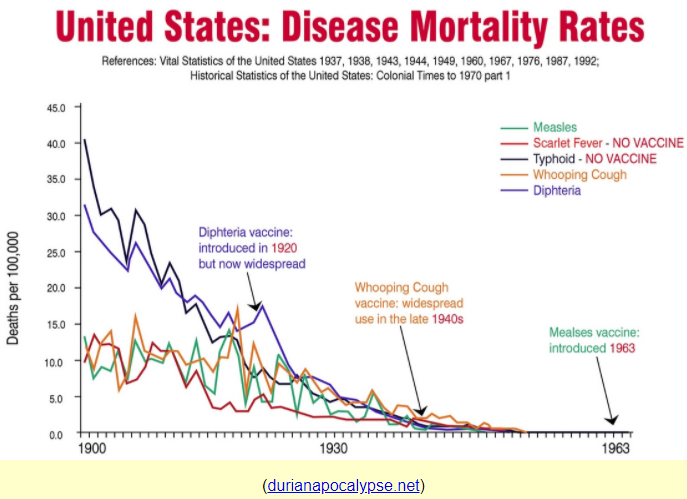 United States: Disease Mortality Rates
References: Vital Statistics of the United States 1937, 1938, 1943, 1944, 1949, 1960, 1967, 1976, 1987, 1992;
Historical Statistics of the United States: Colonial Times to 1970 part 1
45.0
40.0
35.0
30.0
25.0
20.0
15.0
10.0
5.0
0.0
Deaths per 100,000
Measles
Scarlet Fever - NO VACCINE
Typhoid - NO VACCINE
Whooping Cough
Diphteria
Diphteria vaccine:
introduced in 1920
but now widespread
Whooping Cough
vaccine: widespread
use in the late 1940s
Mealses vaccine:
introduced 1963
1900
1930
1963
(durianapocalypse.net)